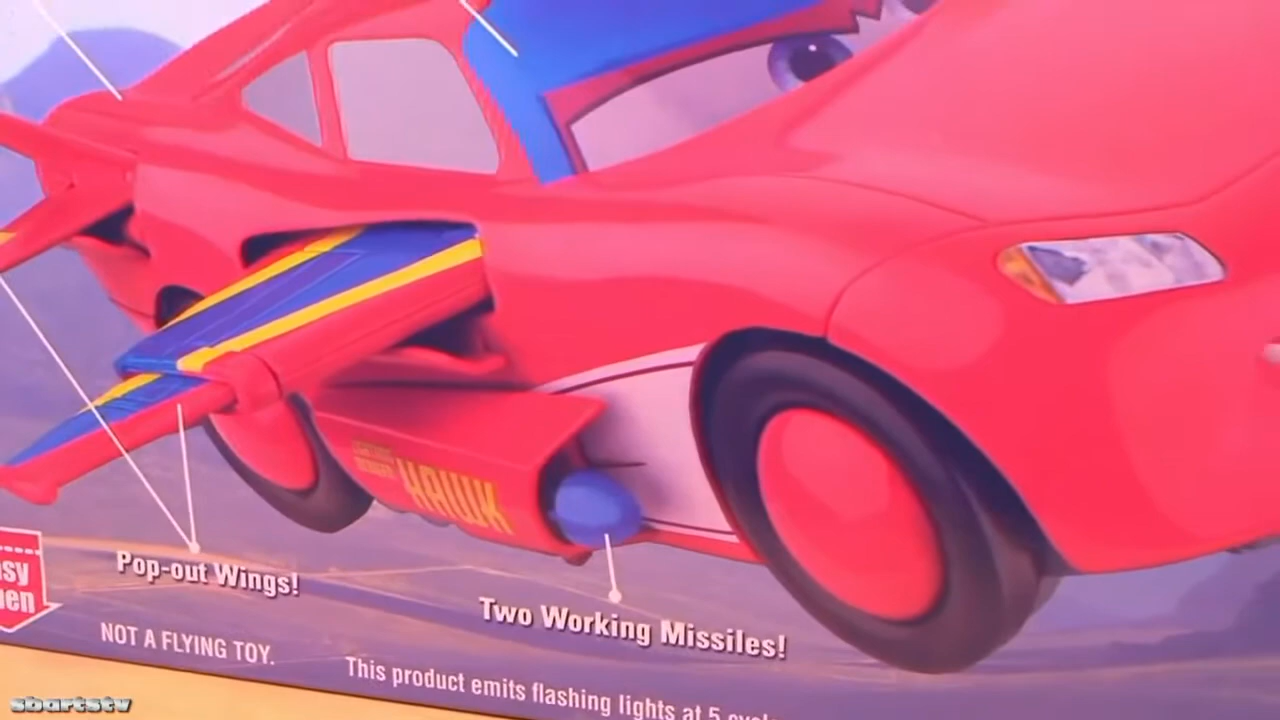 HAWK
Pop-out Wings!
Two Working Missiles!
NOT A FLYING TOY.
This product emits flashing lights at 5
sbartstv